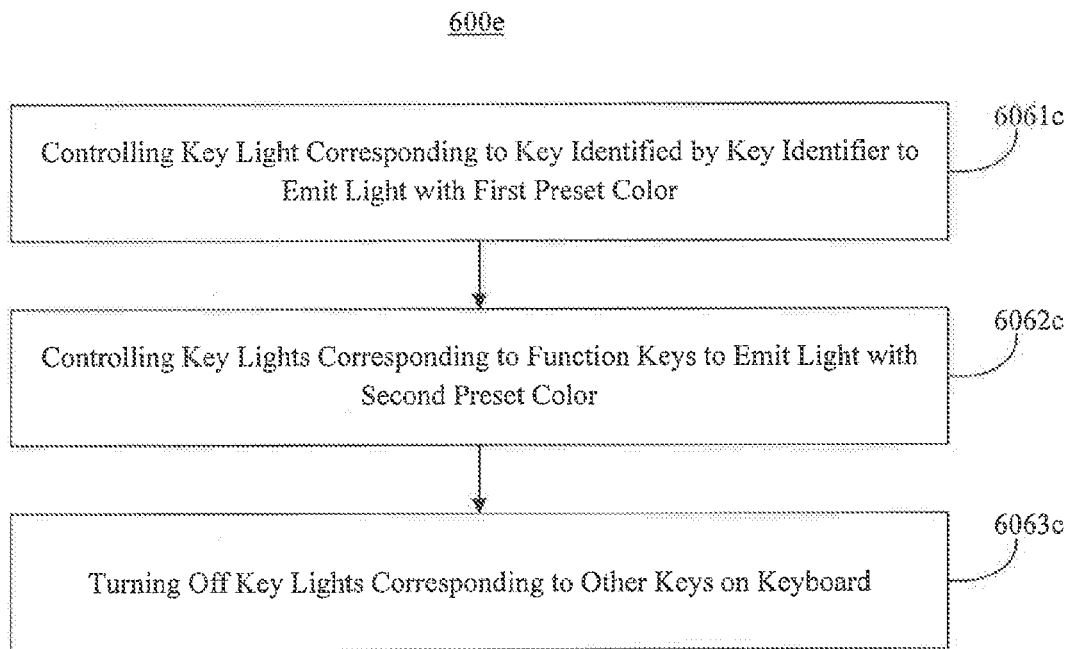 600e
6061c
Controlling Key Light Corresponding to Key Identified by Key Identifier to
Emit Light with First Preset Color
6062c
Controlling Key Lights Corresponding to Function Keys to Emit Light with
Second Preset Color
6063c
Turning Off Key Lights Corresponding to Other Keys on Keyboard